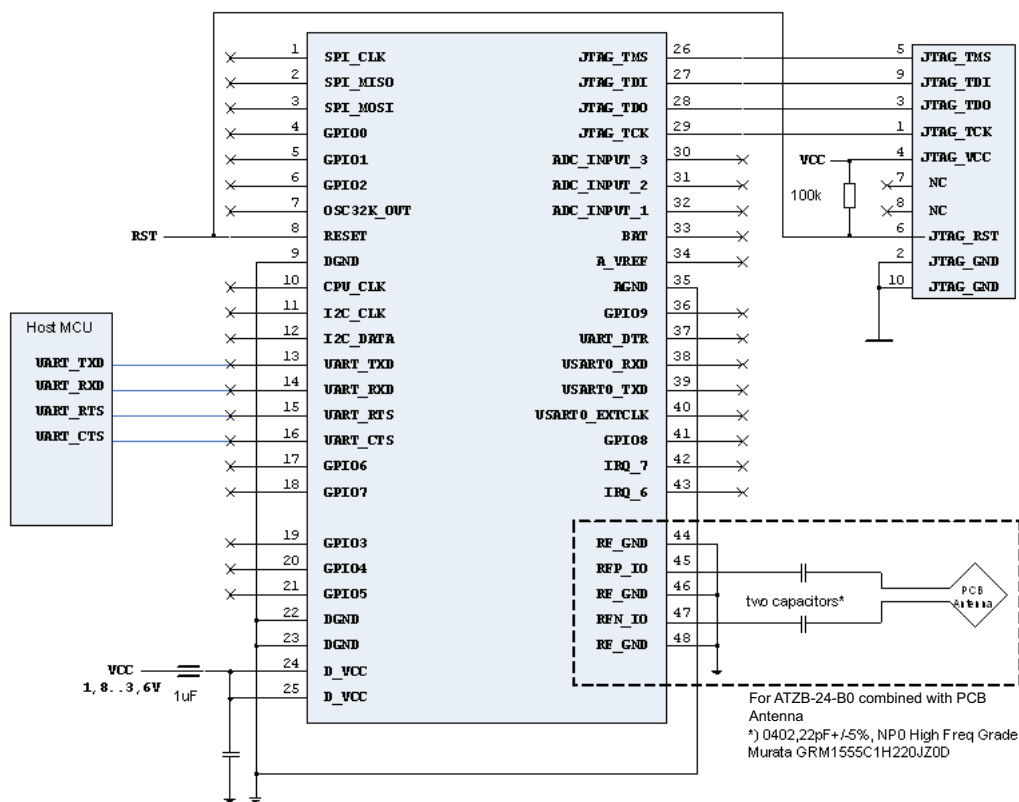 1 SPI_CLK
2 SPI_MISO
3 SPI_MOSI
4 GPIO0
5 GPIO1
6 GPIO2
7 OSC32K_OUT
RST 8 RESET
9 DGND
10 CPU_CLK
11 I2C_CLK
12 I2C_DATA
13 UART_TXD
14 UART_RXD
15 UART_RTS
16 UART_CTS
17 GPIO6
18 GPIO7
19 GPIO3
20 GPIO4
21 GPIO5
22 DGND
23 DGND
24 D_VCC
25 D_VCC
Host MCU
UART_TXD
UART_RXD
UART_RTS
UART_CTS
VCC
1,8..3,6V
1uF
JTAG_TMS 26
JTAG_TDI 27
JTAG_TDO 28
JTAG_TCK 29
ADC_INPUT_3 30
ADC_INPUT_2 31
ADC_INPUT_1 32
BAT 33
A_VREF 34
AGND 35
GPIO9 36
UART_DTR 37
USART0_RXD 38
USART0_TXD 39
USART0_EXTCLK 40
GPIO8 41
IRQ_7 42
IRQ_6 43
RF_GND 44
RFP_IO 45
RF_GND 46
RFN_IO 47
RF_GND 48
5 JTAG_TMS
9 JTAG_TDI
3 JTAG_TDO
1 JTAG_TCK
4 JTAG_VCC
7 NC
8 NC
6 JTAG_RST
2 JTAG_GND
10 JTAG_GND
VCC
100k
two capacitors*
PCB
Antenna
For ATZB-24-B0 combined with PCB
Antenna
*) 0402,22pF+/-5%, NP0 High Freq Grade
Murata GRM1555C1H220JZ0D